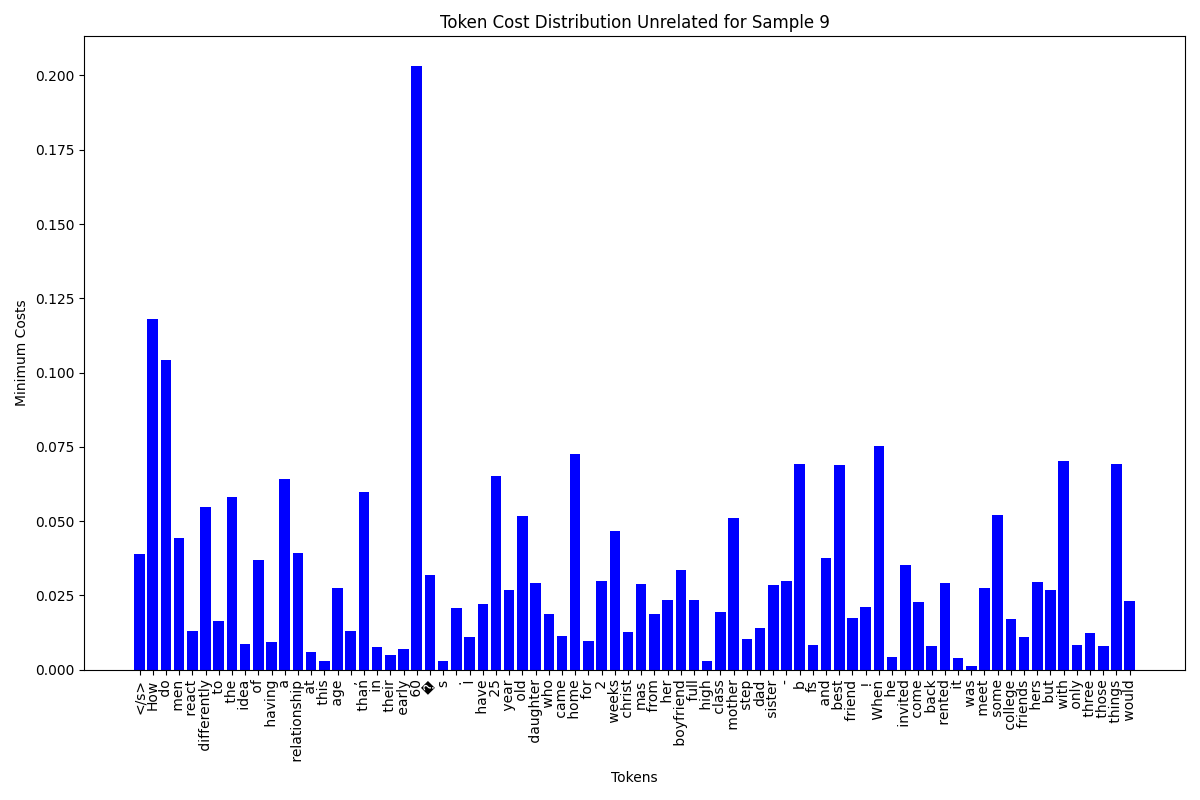 Token Cost Distribution Unrelated for Sample 9
Minimum Costs
0.200
0.175
0.150
0.125
0.100
0.075
0.050
0.025
0.000
</s>
How
do
men
react
differently
to
the
idea
of
having
a
relationship
at
this
age
,
than
in
their
early
60
�
s
.
I
have
25
year
old
daughter
who
came
home
for
2
weeks
christ
mas
from
her
boyfriend
full
high
class
mother
step
dad
sister
-
b
fs
and
best
friend
!
When
he
invited
come
back
rented
it
was
meet
some
college
friends
hers
but
with
only
three
those
things
would
Tokens